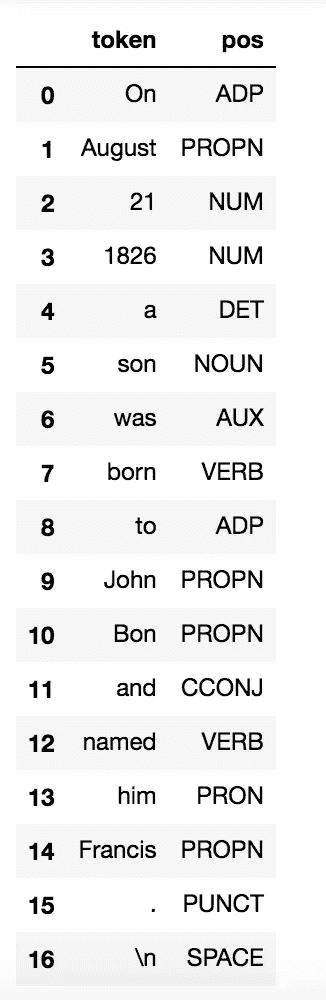 token pos
0 On ADP
1 August PROPN
2 21 NUM
3 1826 NUM
4 a DET
5 son NOUN
6 was AUX
7 born VERB
8 to ADP
9 John PROPN
10 Bon PROPN
11 and CCONJ
12 named VERB
13 him PRON
14 Francis PROPN
15 . PUNCT
16 \n SPACE